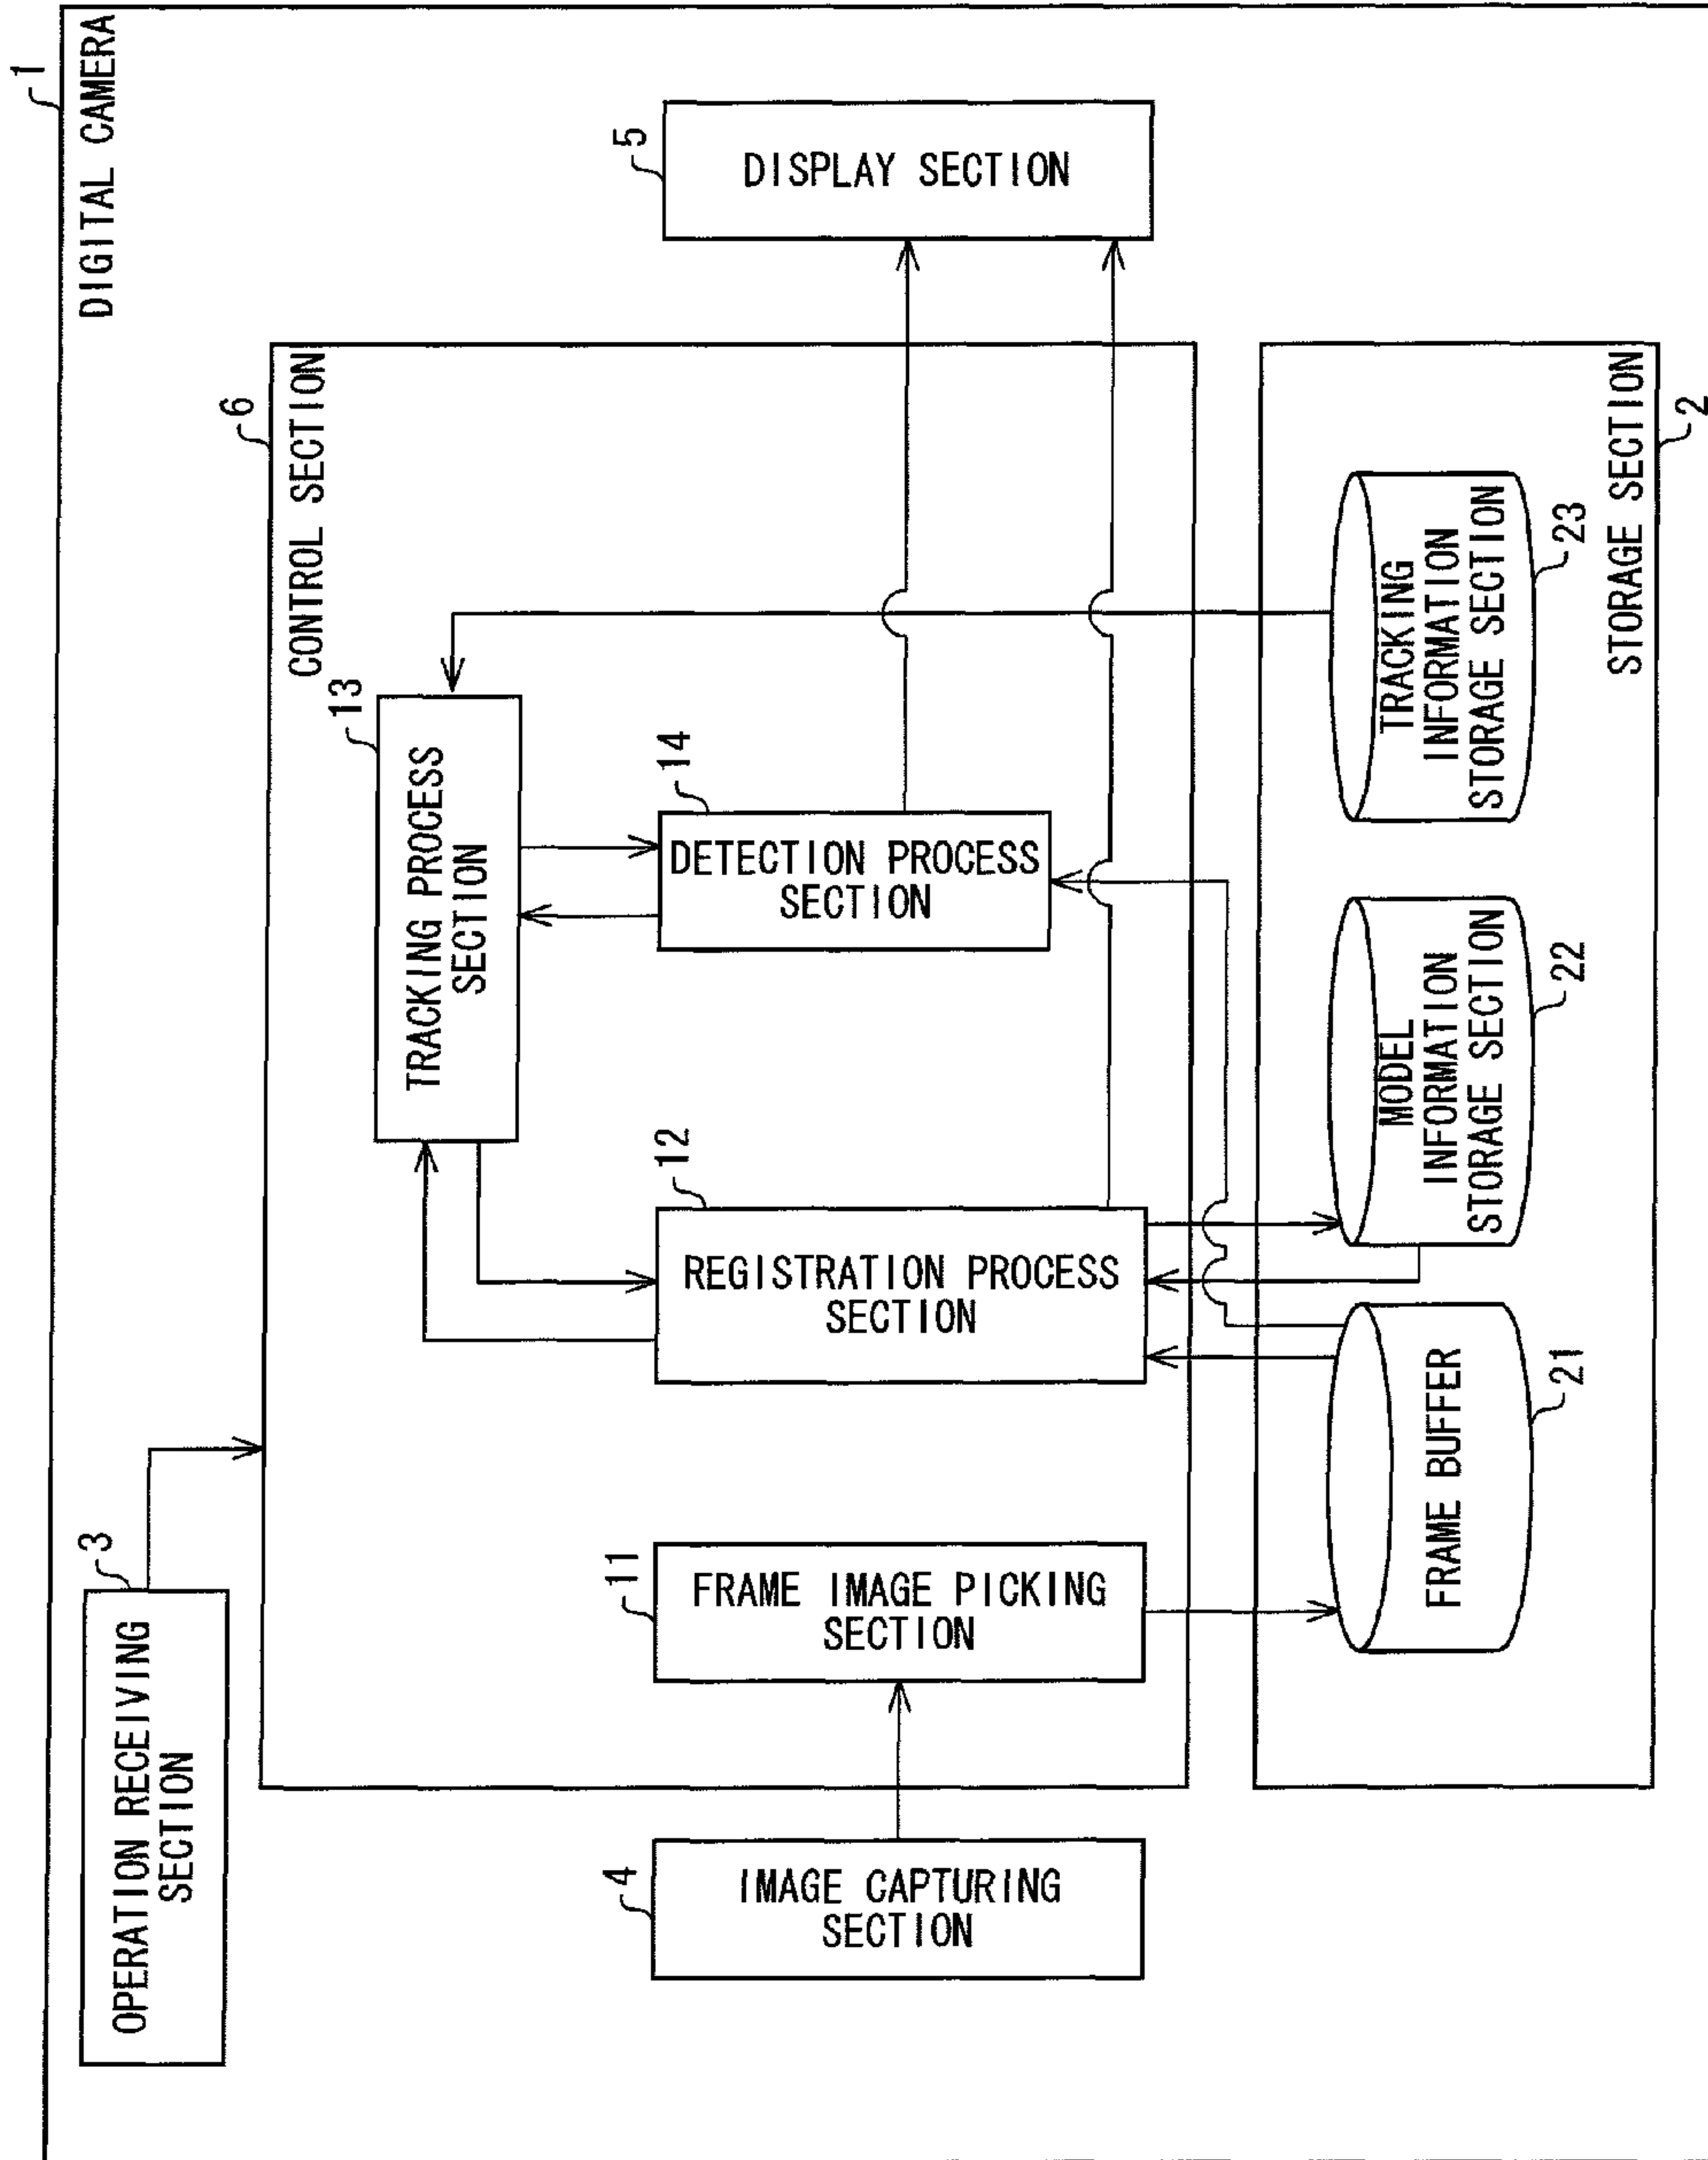 1
DIGITAL CAMERA
3
OPERATION RECEIVING
SECTION
6
CONTROL SECTION
13
TRACKING PROCESS
SECTION
4
IMAGE CAPTURING
SECTION
11
FRAME IMAGE PICKING
SECTION
12
REGISTRATION PROCESS
SECTION
14
DETECTION PROCESS
SECTION
5
DISPLAY SECTION
FRAME BUFFER
21
MODEL
INFORMATION
STORAGE SECTION
22
TRACKING
INFORMATION
STORAGE SECTION
23
STORAGE SECTION
2